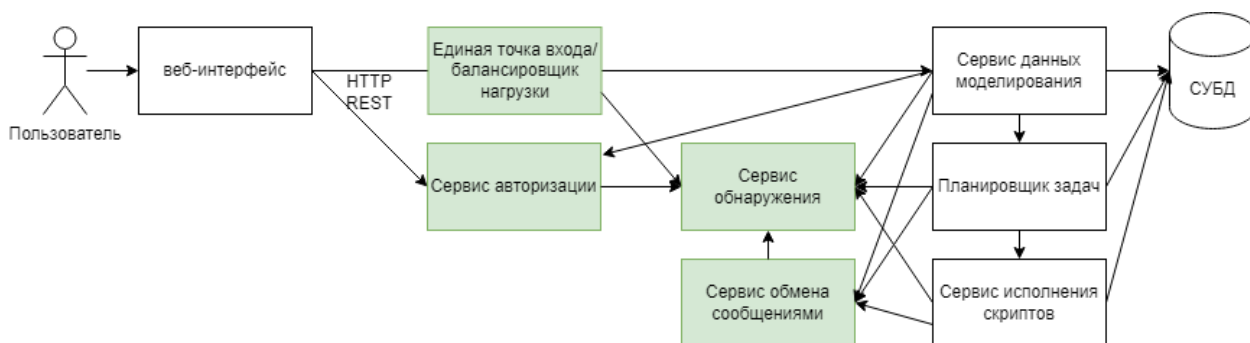 Пользователь
веб-интерфейс
HTTP
REST
Единая точка входа/
балансировщик
нагрузки
Сервис авторизации
Сервис
обнаружения
Сервис обмена
сообщениями
Сервис данных
моделирования
Планировщик задач
Сервис исполнения
скриптов
СУБД